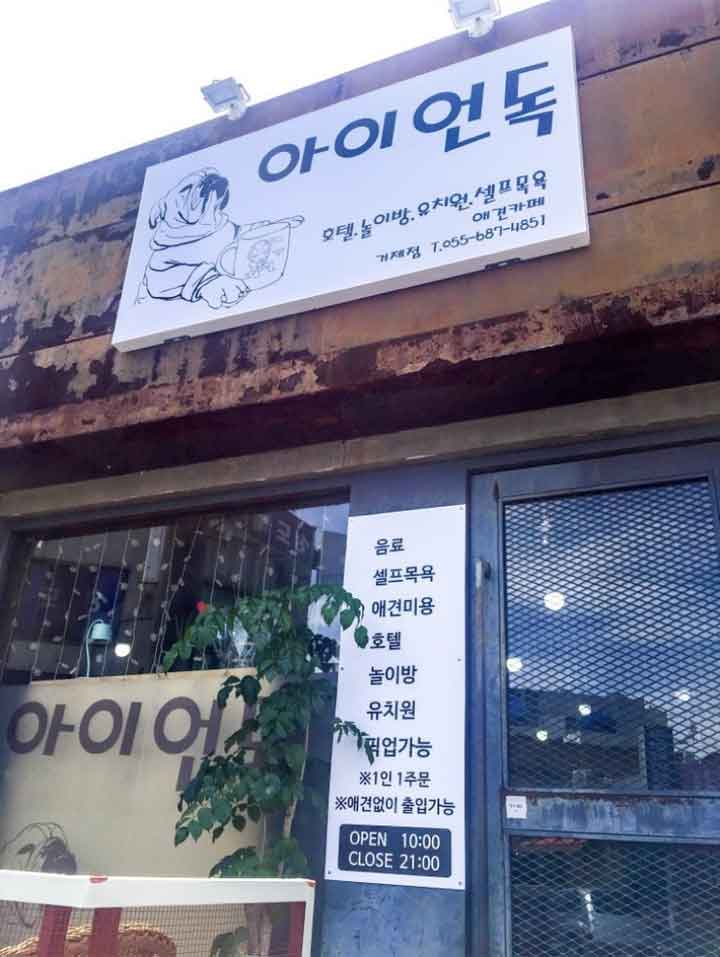 아이언독
호텔.놀이방.유치원.셀프목욕
애견카페
거제점 T.055-687-4851
음료
셀프목욕
애견미용
호텔
놀이방
유치원
픽업가능
※1인 1주문
※애견없이 출입가능
OPEN 10:00
CLOSE 21:00
아이언